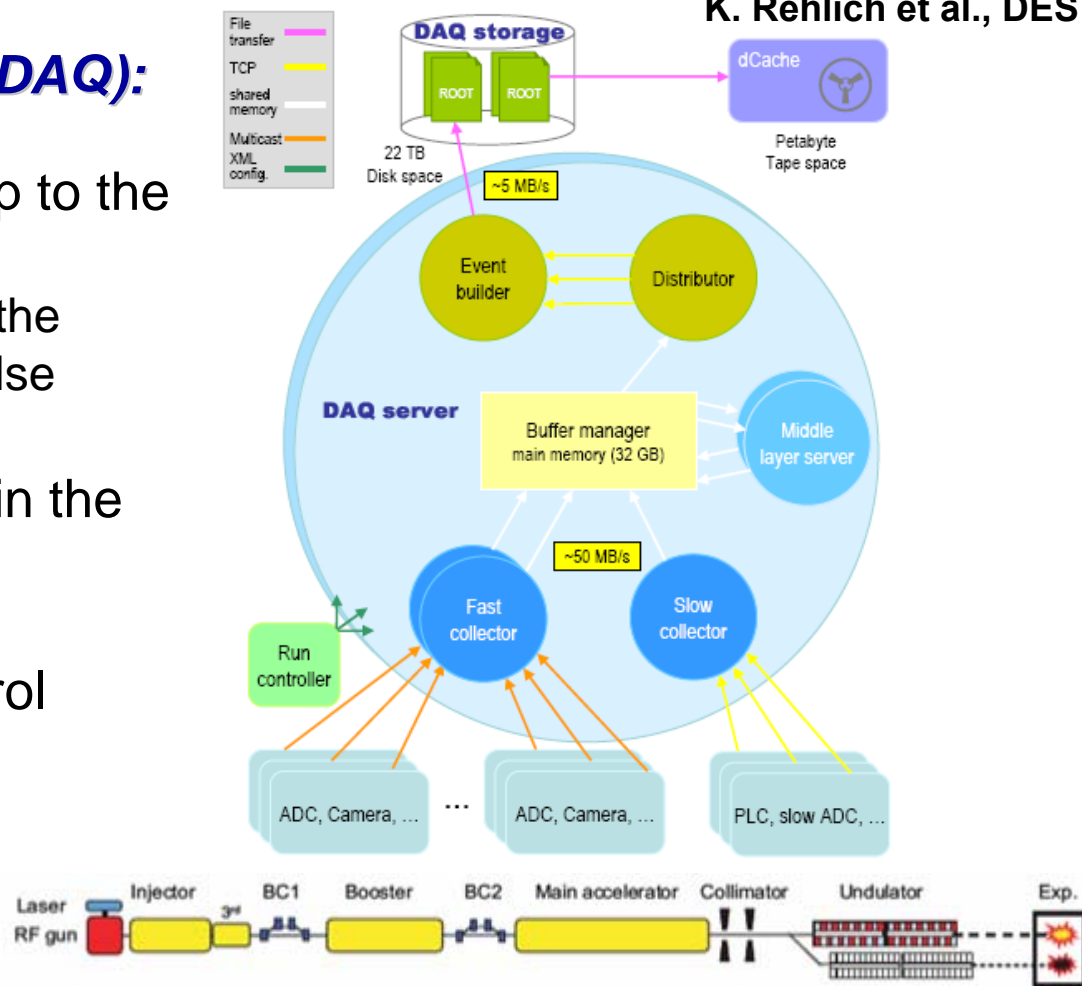 K. Rehlich et al., DES
DAQ):
p to the
the
lse
in the
rol
File
transfer
TCP
shared
memory
Multicast
XML
config.
DAQ storage
ROOT
ROOT
22 TB
Disk space
dCache
Petabyte
Tape space
~5 MB/s
Event
builder
Distributor
DAQ server
Buffer manager
main memory (32 GB)
Middle
layer server
~50 MB/s
Fast
collector
Slow
collector
Run
controller
ADC, Camera, ...
...
ADC, Camera, ...
PLC, slow ADC, ...
Laser
RF gun
Injector
3rd
BC1
Booster
BC2
Main accelerator
Collimator
Undulator
Exp.